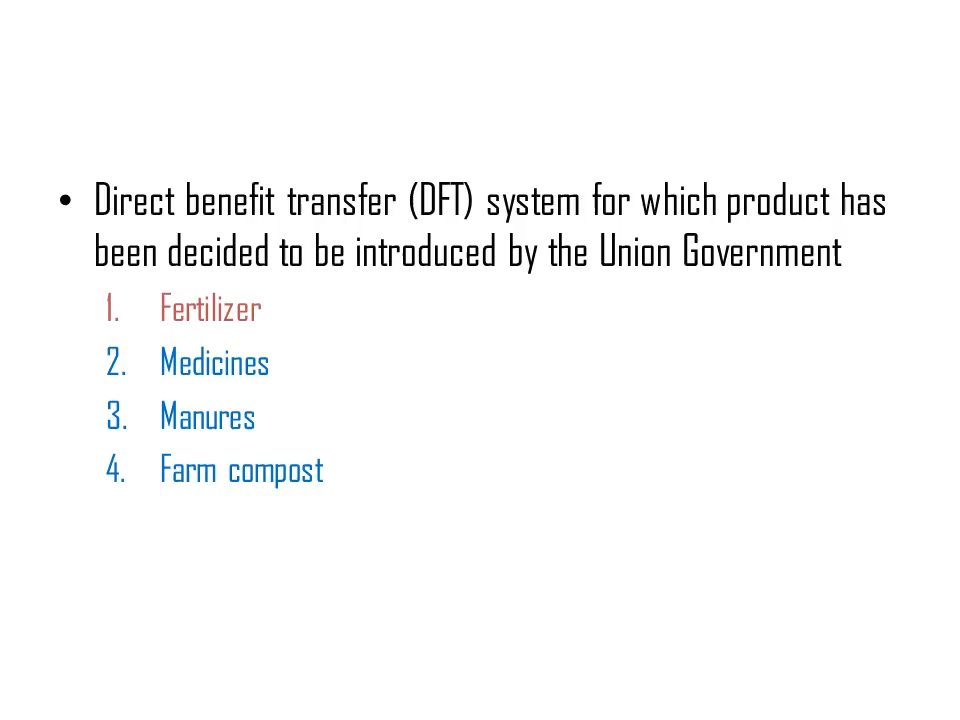 • Direct benefit transfer (DFT) system for which product has
been decided to be introduced by the Union Government
1. Fertilizer
2. Medicines
3. Manures
4. Farm compost